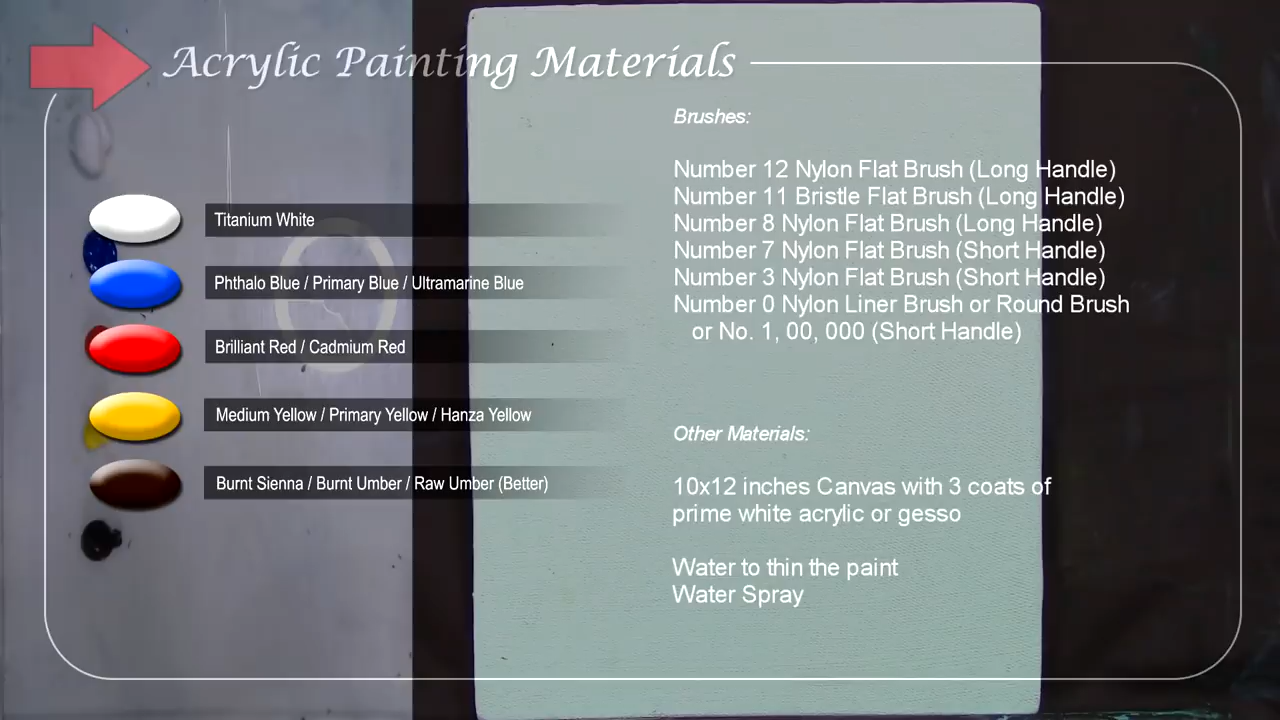 Acrylic Painting Materials
Titanium White
Phthalo Blue / Primary Blue / Ultramarine Blue
Brilliant Red / Cadmium Red
Medium Yellow / Primary Yellow / Hanza Yellow
Burnt Sienna / Burnt Umber / Raw Umber (Better)
Brushes:
Number 12 Nylon Flat Brush (Long Handle)
Number 11 Bristle Flat Brush (Long Handle)
Number 8 Nylon Flat Brush (Long Handle)
Number 7 Nylon Flat Brush (Short Handle)
Number 3 Nylon Flat Brush (Short Handle)
Number 0 Nylon Liner Brush or Round Brush
or No. 1, 00, 000 (Short Handle)
Other Materials:
10x12 inches Canvas with 3 coats of
prime white acrylic or gesso
Water to thin the paint
Water Spray